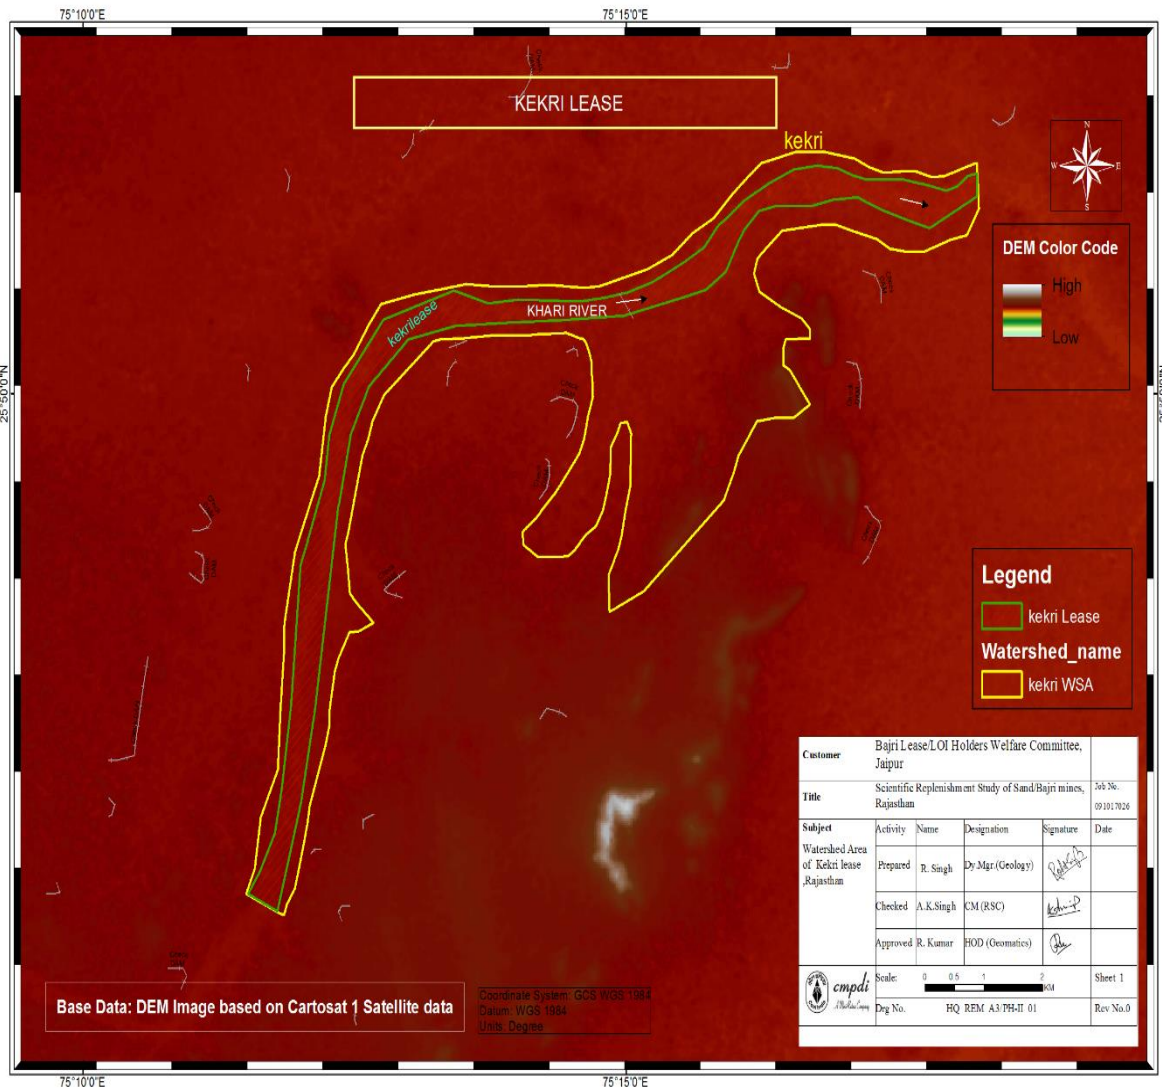 75°10'0"E
75°15'0"E
KEKRI LEASE
kekri
N
W
E
S
DEM Color Code
High
Low
kekrilease
KHARI RIVER
25°50'0"N
Legend
kekri Lease
Watershed_name
kekri WSA
Customer
Bajri Lease/LOI Holders Welfare Committee,
Jaipur
Title
Scientific Replenishment Study of Sand/Bajri mines,
Rajasthan
Job No.
091017026
Subject
Activity Name Designation Signature Date
Watershed Area
of Kekri lease
,Rajasthan
Prepared R. Singh Dy.Mgr.(Geology)
Checked A.K.Singh CM (RSC)
Approved R. Kumar HOD (Geomatics)
cmpdi
Scale: 0 0.5 1 2
KM
Sheet 1
Drg No. HQ REM A3/PH-II 01
Rev No.0
Base Data: DEM Image based on Cartosat 1 Satellite data
Coordinate System: GCS WGS 1984
Datum: WGS 1984
Units: Degree
75°10'0"E
75°15'0"E